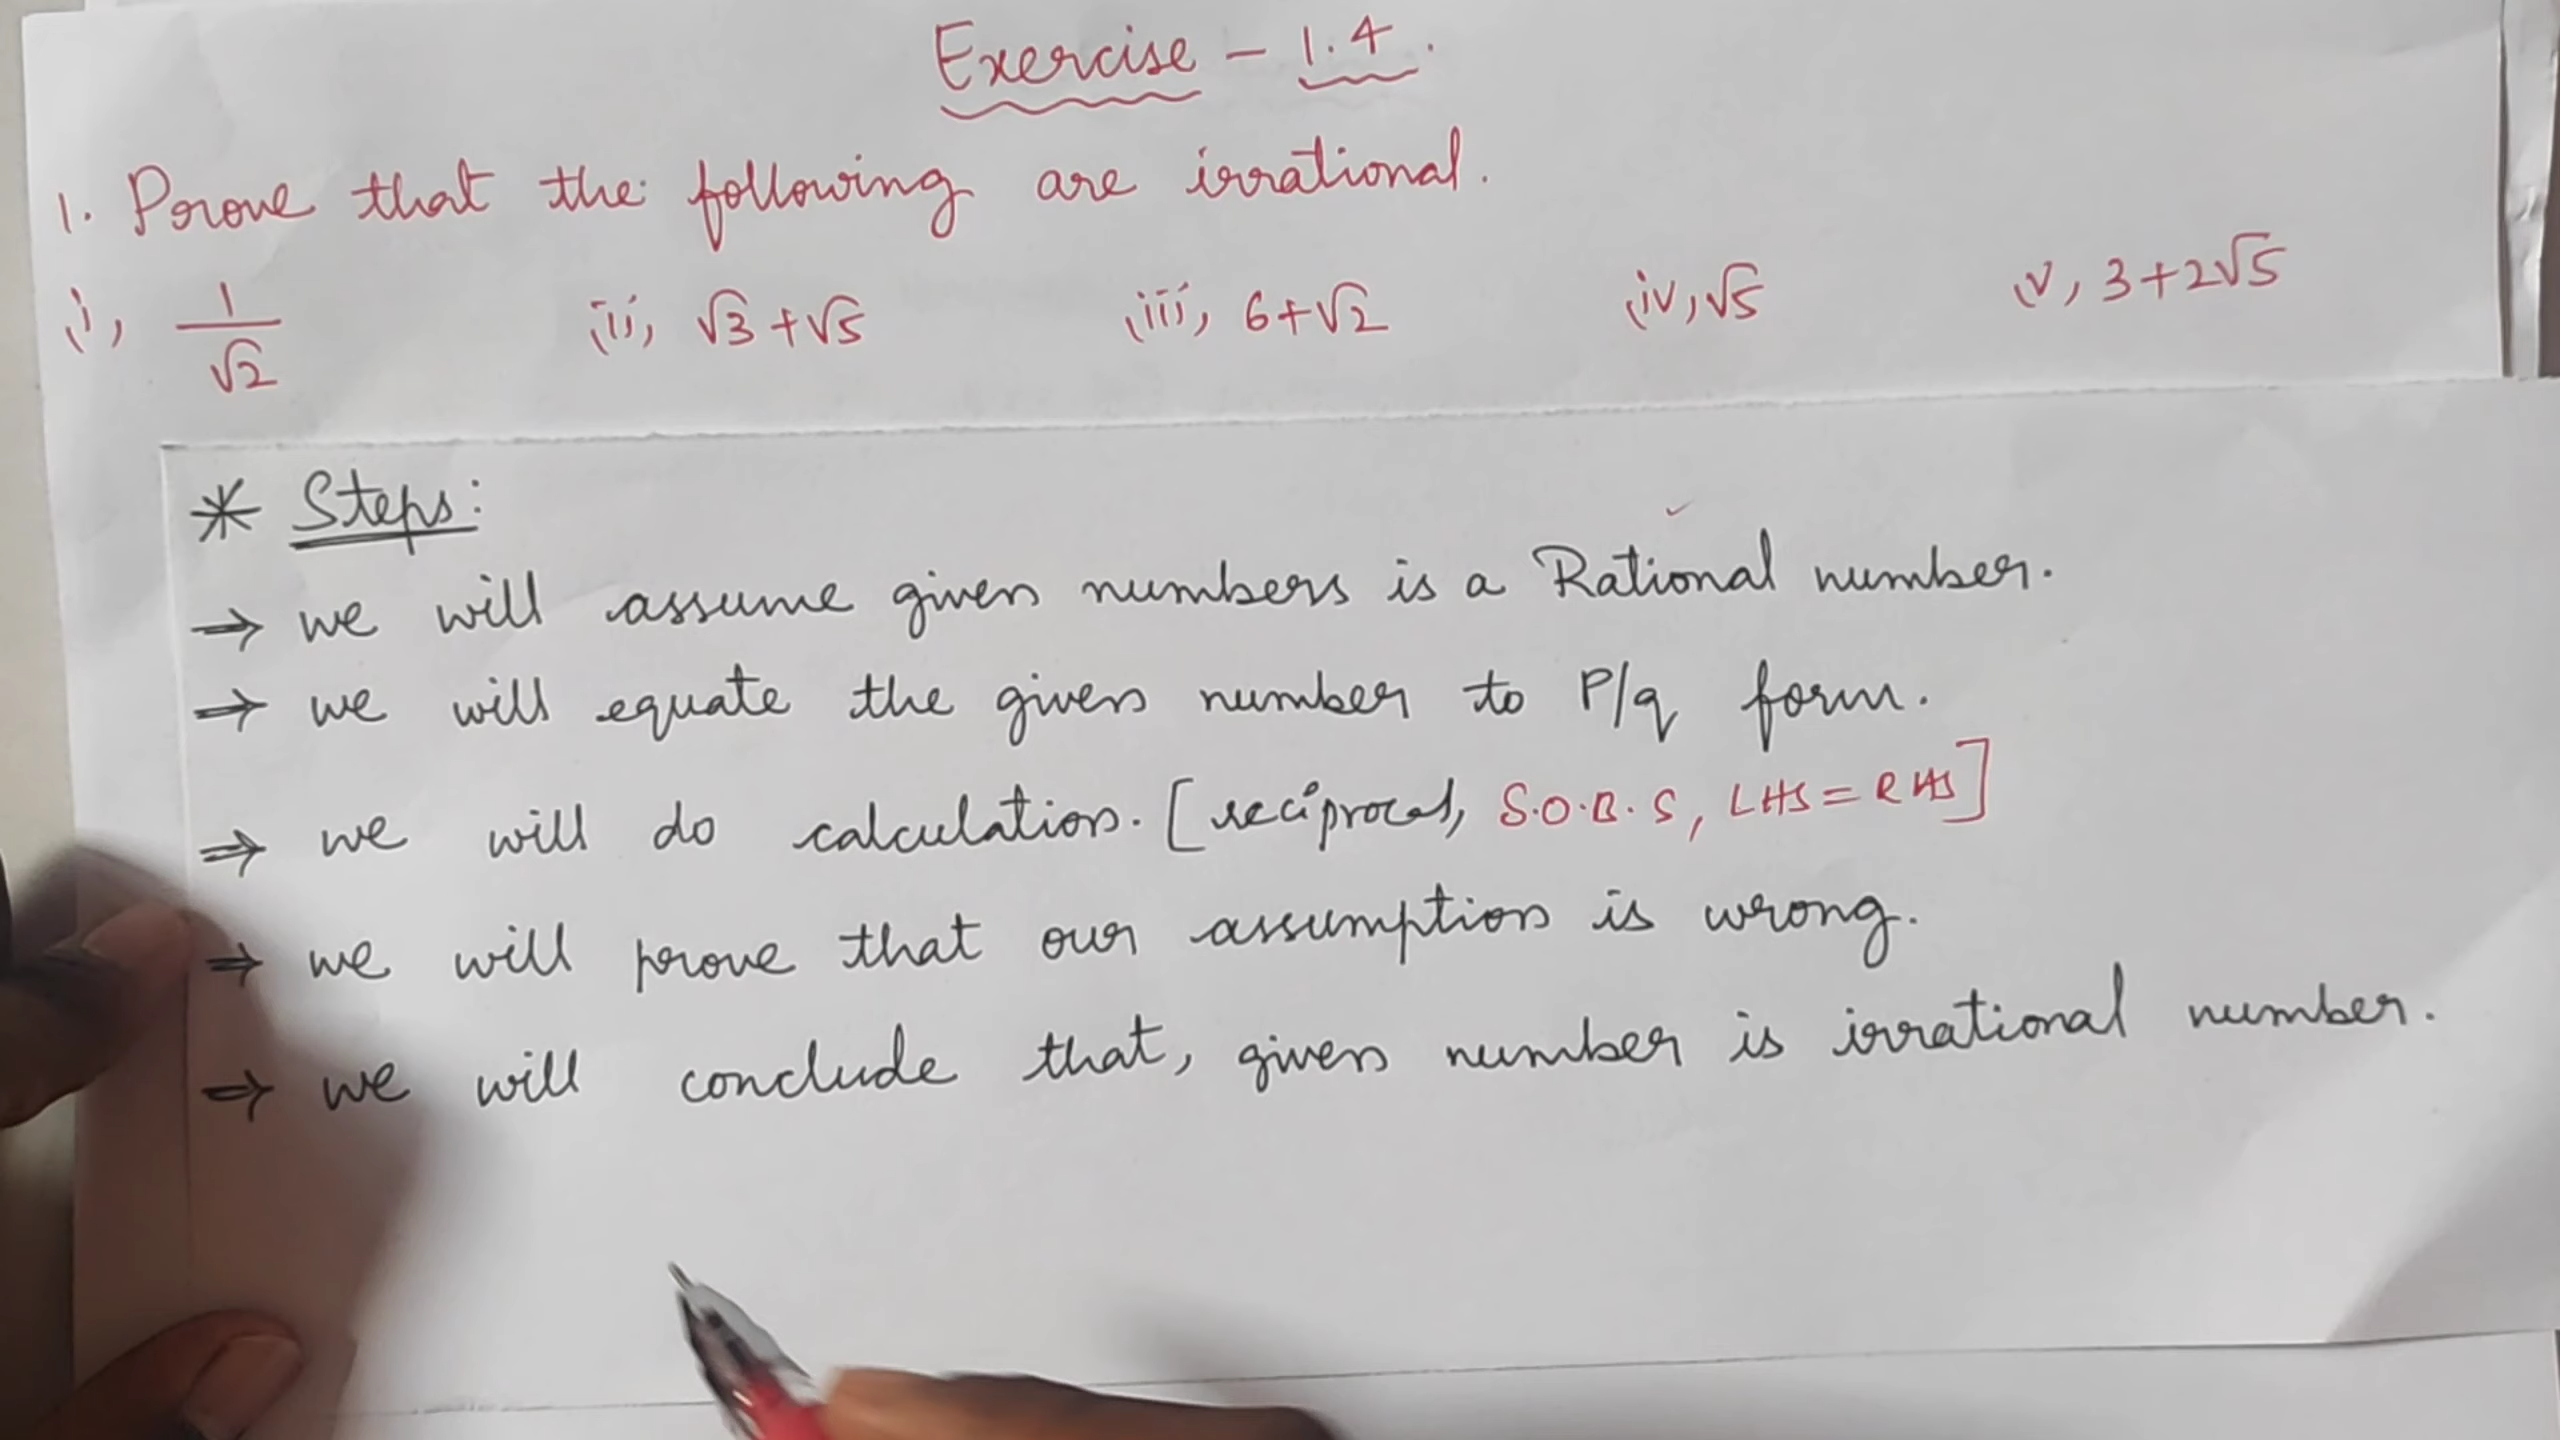 Exercise - 1.4.
1. Prove that the following are irrational.
(i, 1/√2 (ii, √3+√5 (iii, 6+√2 (iv, √5 (v, 3+2√5
* Steps:
→ we will assume given numbers is a Rational number.
→ we will equate the given number to P/q form.
⇒ we will do calculation. [reciprocal, S.O.B.S, LHS = RHS]
⇒ we will prove that our assumption is wrong.
⇒ we will conclude that, given number is irrational number.